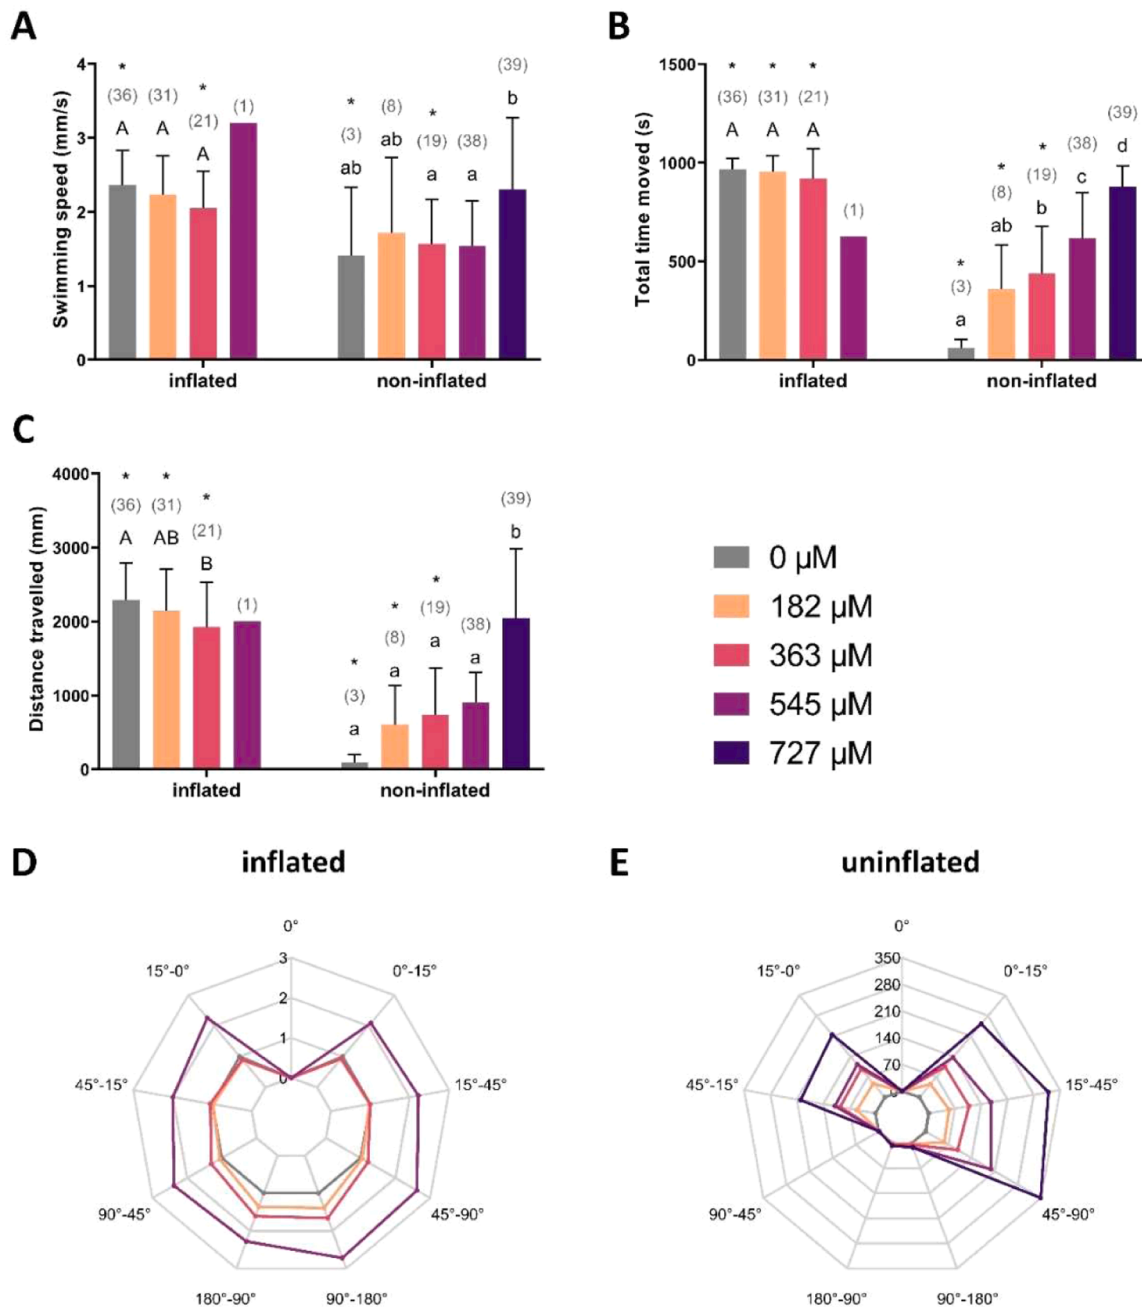 A
Swimming speed (mm/s)
4
3
2
1
0
*
(36)
A
(31)
A
*
(21)
A
(1)
*
(3)
ab
(8)
ab
*
(19)
a
(38)
a
(39)
b
inflated
non-inflated
B
Total time moved (s)
1500
1000
500
0
*
(36)
A
*
(31)
A
*
(21)
A
(1)
*
(3)
a
*
(8)
ab
*
(19)
b
(38)
c
(39)
d
inflated
non-inflated
C
Distance travelled (mm)
4000
3000
2000
1000
0
*
(36)
A
*
(31)
AB
*
(21)
B
(1)
*
(3)
a
*
(8)
a
*
(19)
a
(38)
a
(39)
b
inflated
non-inflated
0 µM
182 µM
363 µM
545 µM
727 µM
D
inflated
0°
0°-15°
15°-45°
45°-90°
90°-180°
180°-90°
90°-45°
45°-15°
15°-0°
3
2
1
0
E
uninflated
0°
0°-15°
15°-45°
45°-90°
90°-180°
180°-90°
90°-45°
45°-15°
15°-0°
350
280
210
140
70
0